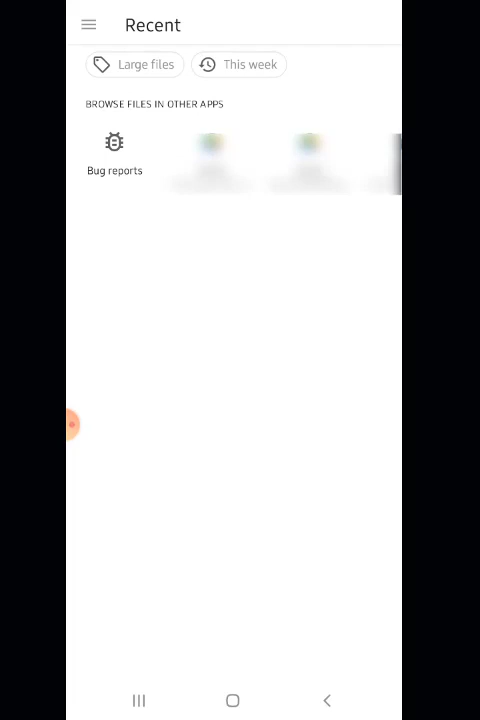 Recent
Large files
This week
BROWSE FILES IN OTHER APPS
Bug reports